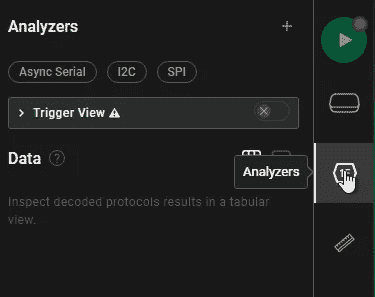 Analyzers
Async Serial
I2C
SPI
Trigger View
Data
Analyzers
Inspect decoded protocols results in a tabular
view.